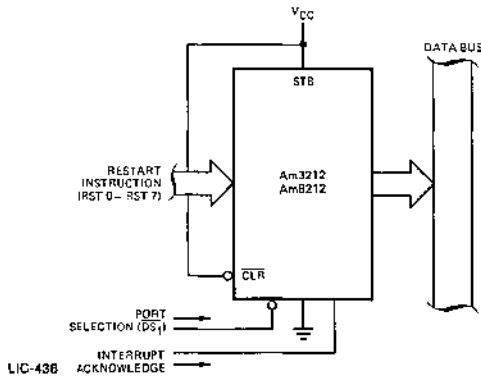 VCC
DATA BUS
STB
Am3212
Am8212
RESTART
INSTRUCTION
(RST 0 – RST 7)
CLR
PORT
SELECTION (DS1)
INTERRUPT
ACKNOWLEDGE
LIC-436